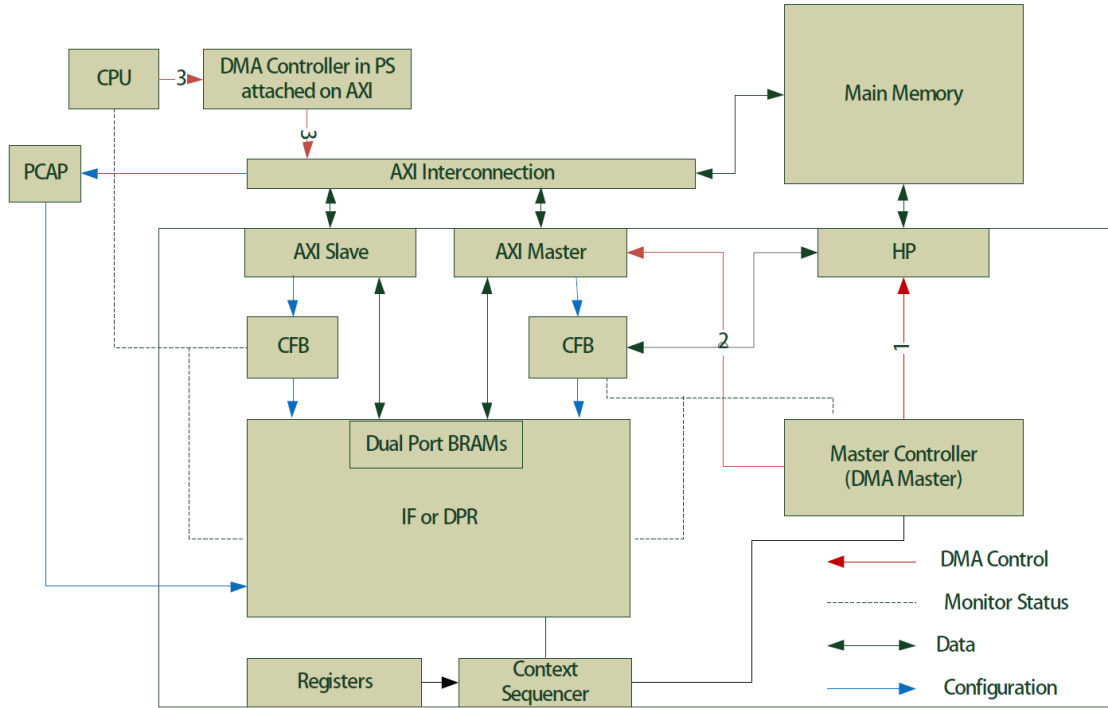 CPU
3
DMA Controller in PS
attached on AXI
Main Memory
3
PCAP
AXI Interconnection
AXI Slave
AXI Master
HP
CFB
CFB
2
1
Dual Port BRAMs
IF or DPR
Master Controller
(DMA Master)
DMA Control
Monitor Status
Data
Configuration
Registers
Context
Sequencer